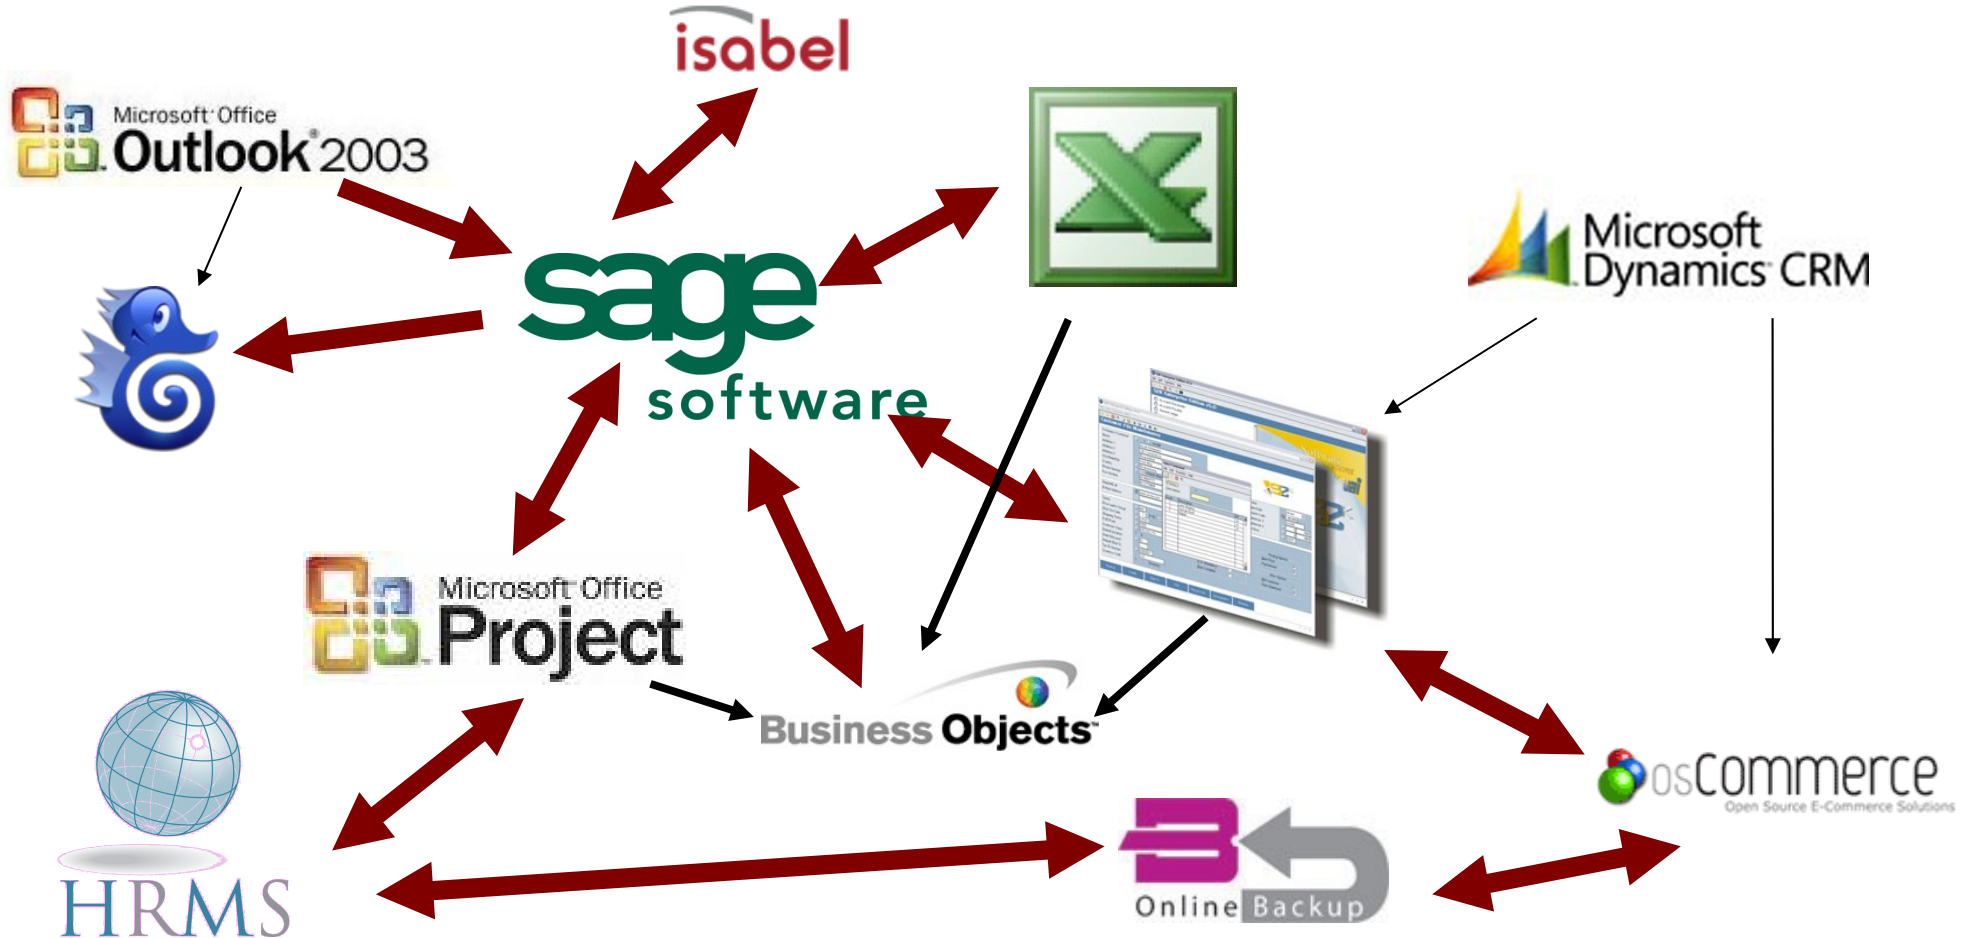 isabel
Microsoft Office
Outlook 2003
Microsoft
Dynamics CRM
sage
software
Microsoft Office
Project
Business Objects
osCommerce
Open Source E-Commerce Solutions
HRMS
Online Backup